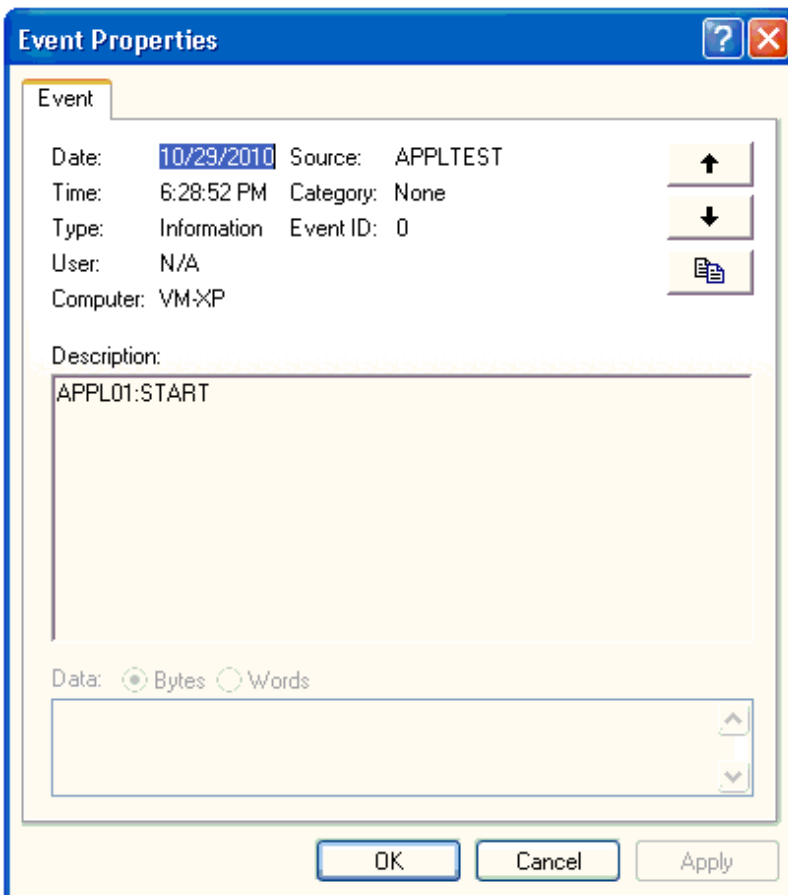 Event Properties
Event
Date: 10/29/2010 Source: APPLTEST
Time: 6:28:52 PM Category: None
Type: Information Event ID: 0
User: N/A
Computer: VM-XP
Description:
APPL01:START
Data: Bytes Words
OK Cancel Apply